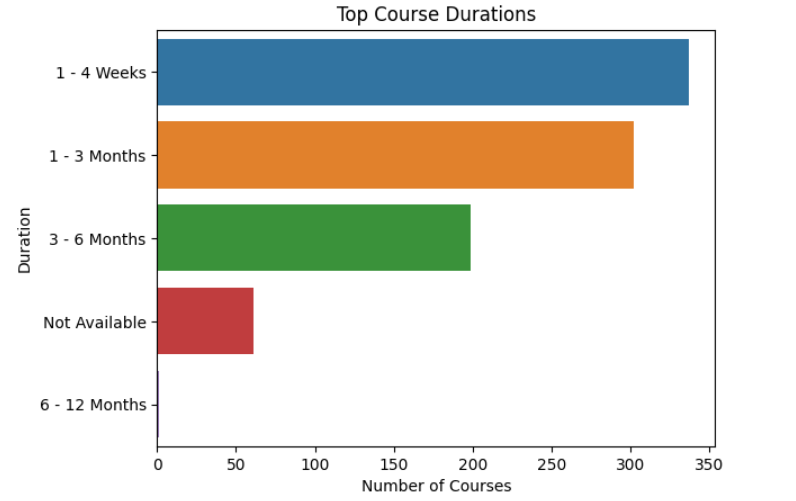 Top Course Durations
Duration
1 - 4 Weeks
1 - 3 Months
3 - 6 Months
Not Available
6 - 12 Months
0 50 100 150 200 250 300 350
Number of Courses